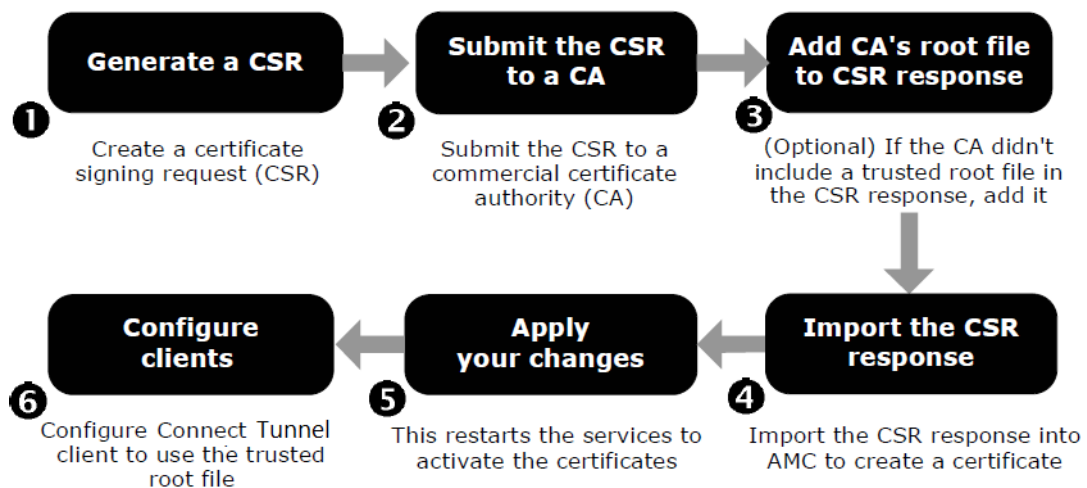 Generate a CSR
1
Create a certificate
signing request (CSR)
Submit the CSR
to a CA
2
Submit the CSR to a
commercial certificate
authority (CA)
Add CA's root file
to CSR response
3
(Optional) If the CA didn't
include a trusted root file in
the CSR response, add it
Import the CSR
response
4
Import the CSR response into
AMC to create a certificate
Apply
your changes
5
This restarts the services to
activate the certificates
Configure
clients
6
Configure Connect Tunnel
client to use the trusted
root file